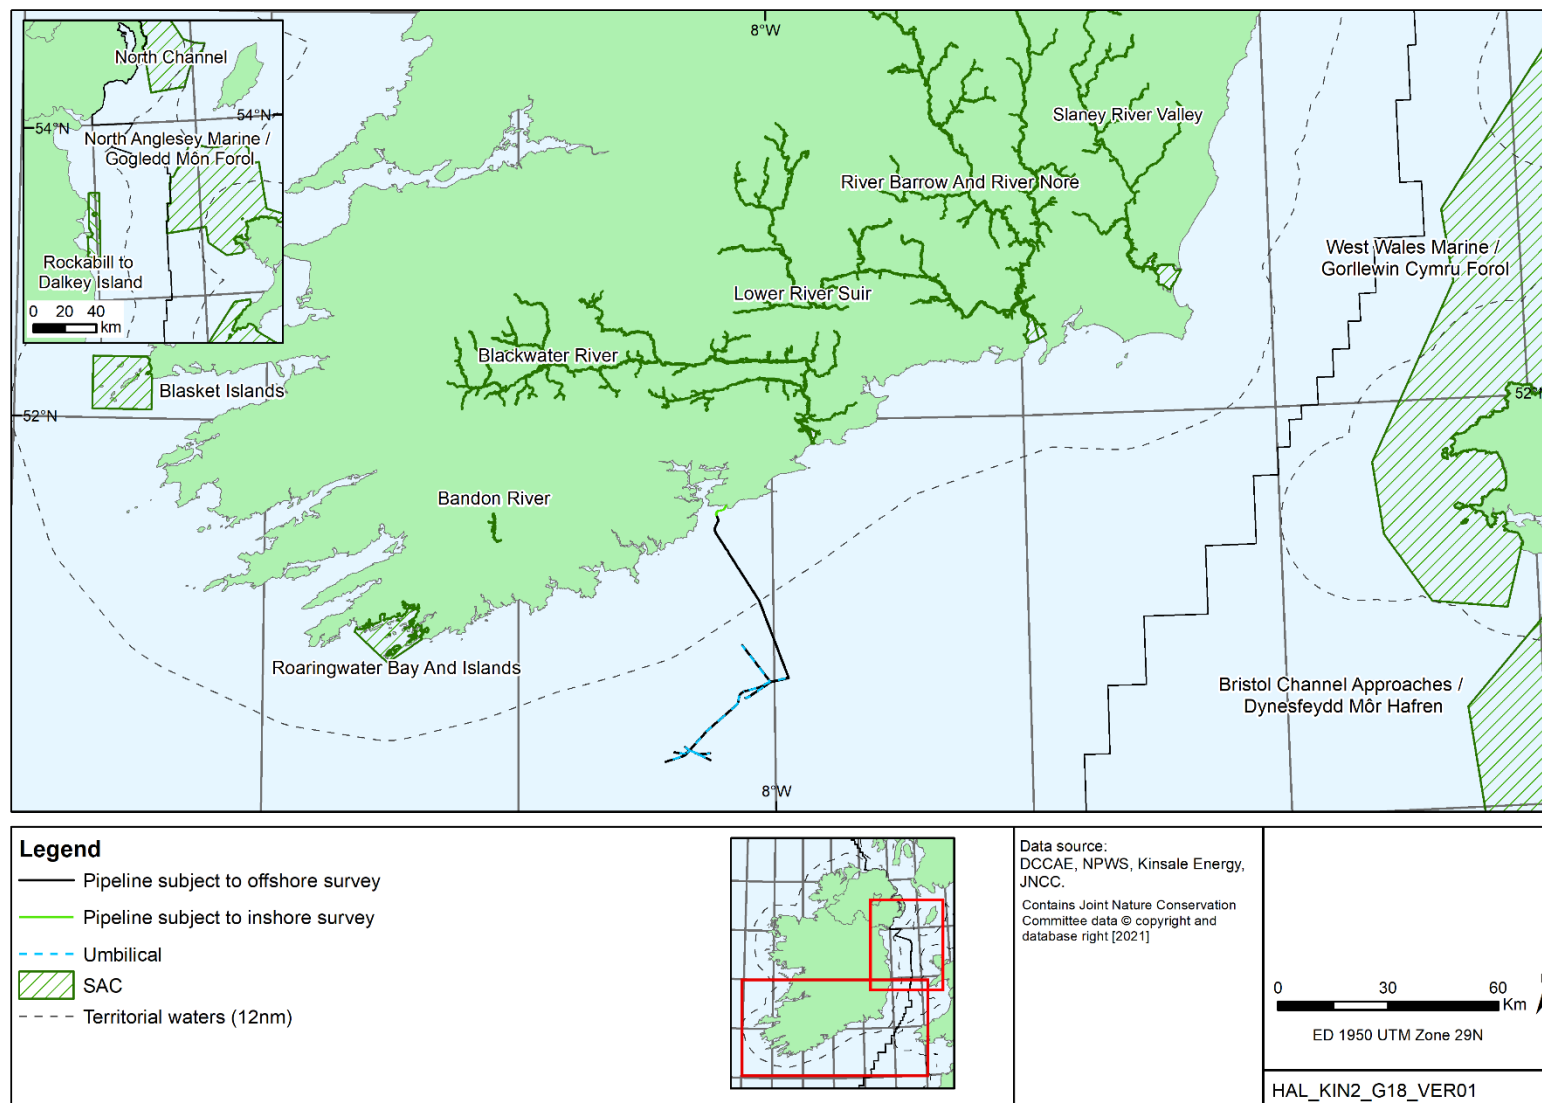 8°W
North Channel
54°N
54°N
North Anglesey Marine /
Gogledd Môn Forol
Rockabill to
Dalkey Island
0 20 40
km
Slaney River Valley
River Barrow And River Nore
West Wales Marine /
Gorllewin Cymru Forol
Lower River Suir
Blackwater River
Blasket Islands
52°N
52°N
Bandon River
Roaringwater Bay And Islands
Bristol Channel Approaches /
Dynesfeydd Môr Hafren
8°W
Legend
Pipeline subject to offshore survey
Pipeline subject to inshore survey
Umbilical
SAC
Territorial waters (12nm)
Data source:
DCCAE, NPWS, Kinsale Energy,
JNCC.
Contains Joint Nature Conservation
Committee data © copyright and
database right [2021]
0 30 60
Km
ED 1950 UTM Zone 29N
HAL_KIN2_G18_VER01